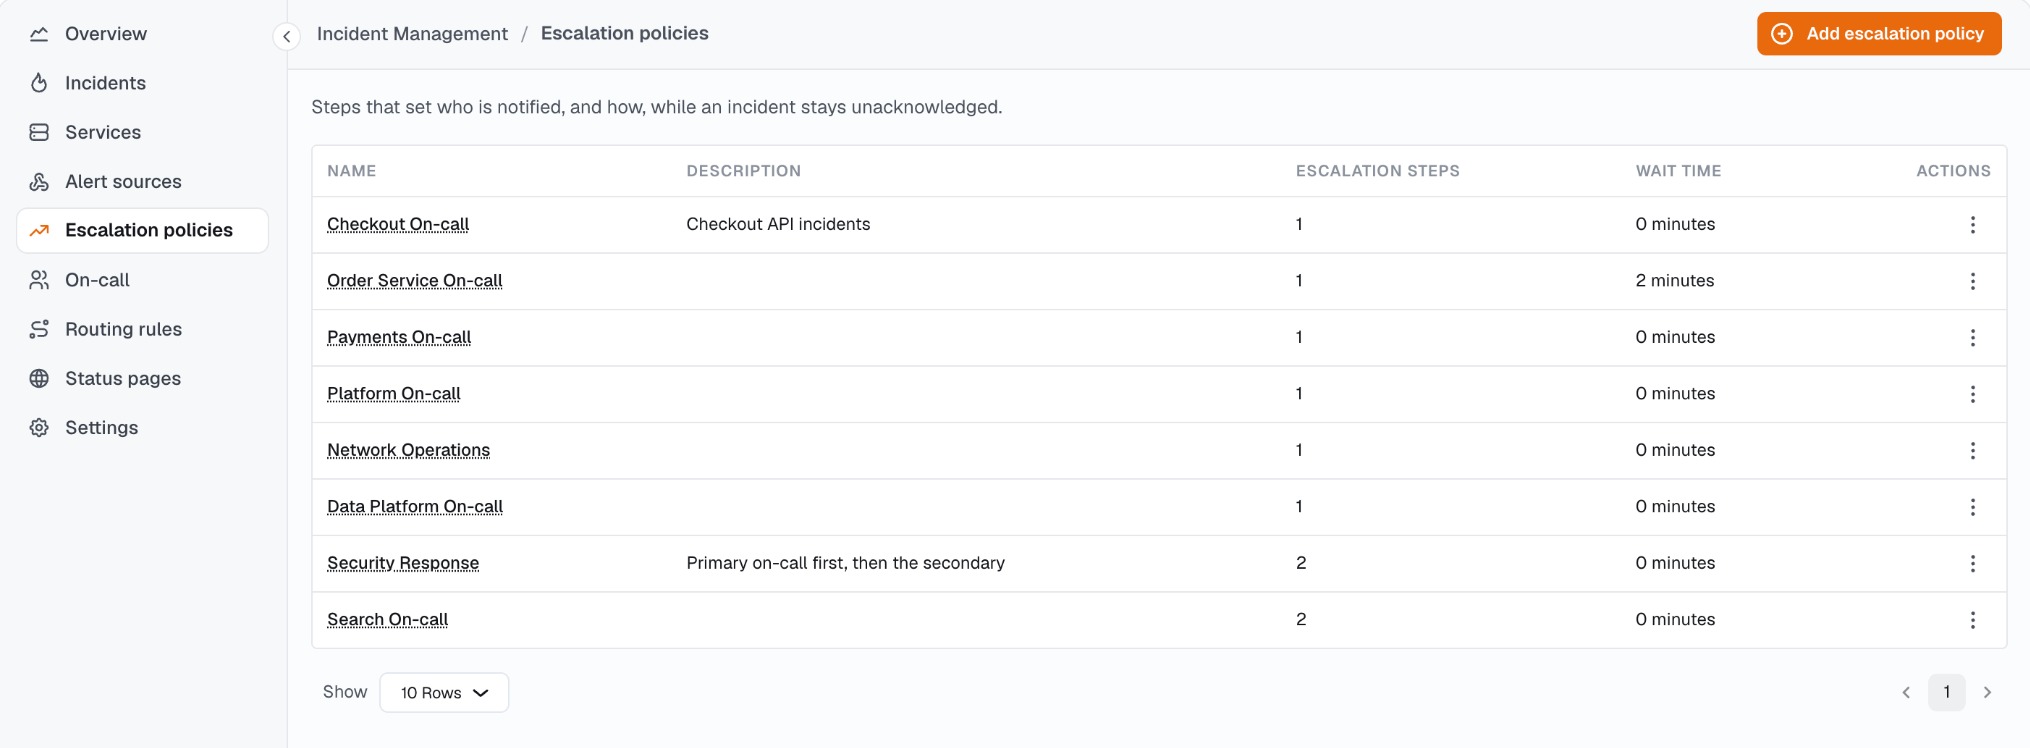 Overview
Incidents
Services
Alert sources
Escalation policies
On-call
Routing rules
Status pages
Settings
Incident Management / Escalation policies
Add escalation policy
Steps that set who is notified, and how, while an incident stays unacknowledged.
NAME DESCRIPTION ESCALATION STEPS WAIT TIME ACTIONS
Checkout On-call Checkout API incidents 1 0 minutes
Order Service On-call 1 2 minutes
Payments On-call 1 0 minutes
Platform On-call 1 0 minutes
Network Operations 1 0 minutes
Data Platform On-call 1 0 minutes
Security Response Primary on-call first, then the secondary 2 0 minutes
Search On-call 2 0 minutes
Show 10 Rows 1